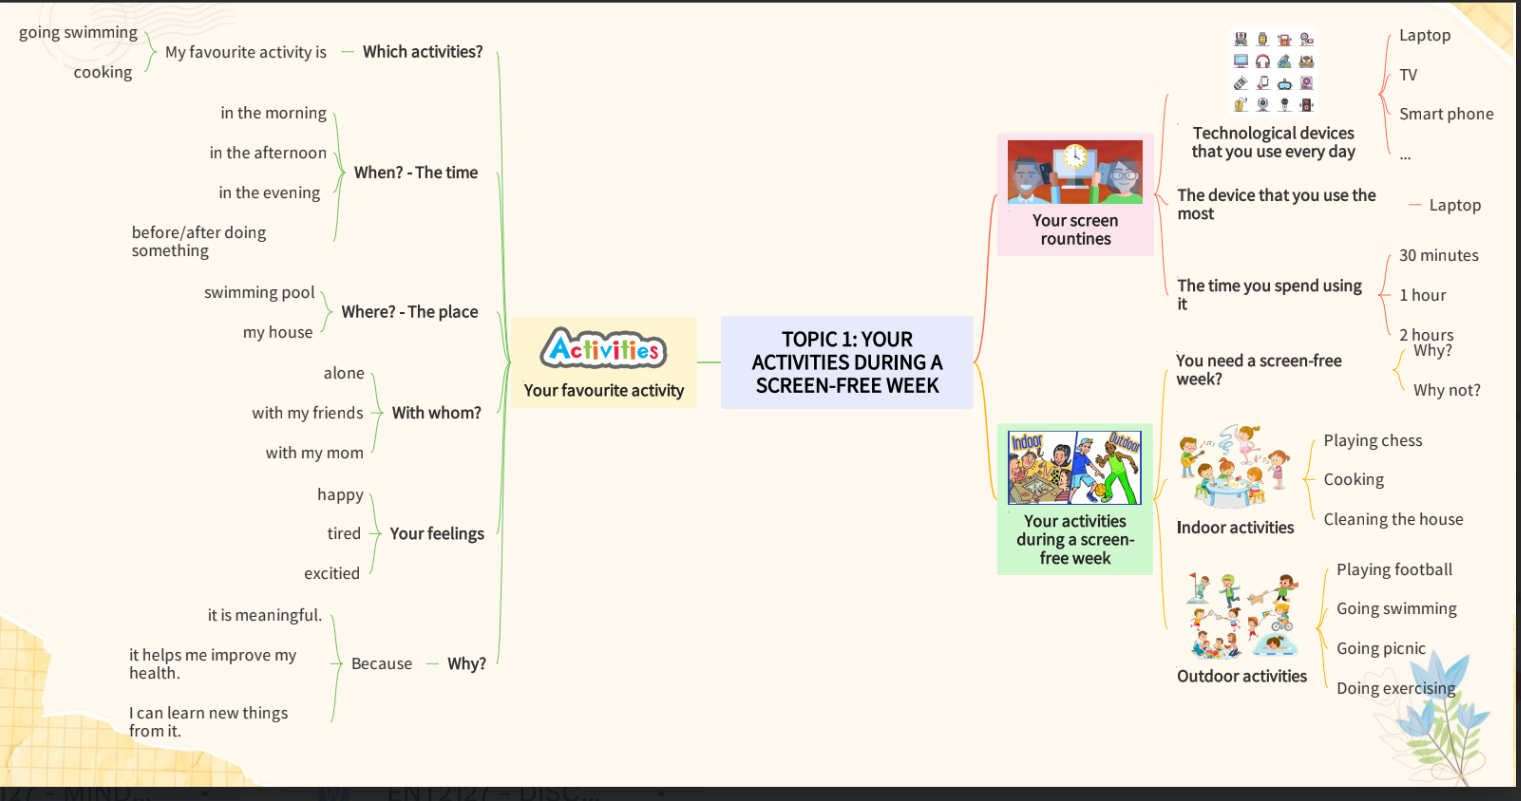 going swimming
cooking
My favourite activity is
Which activities?
in the morning
in the afternoon
in the evening
before/after doing
something
When? - The time
swimming pool
my house
Where? - The place
alone
with my friends
with my mom
With whom?
happy
tired
excitied
Your feelings
it is meaningful.
it helps me improve my
health.
I can learn new things
from it.
Because
Why?
Activities
Your favourite activity
TOPIC 1: YOUR
ACTIVITIES DURING A
SCREEN-FREE WEEK
Your screen
rountines
Technological devices
that you use every day
Laptop
TV
Smart phone
...
The device that you use the
most
Laptop
The time you spend using
it
30 minutes
1 hour
2 hours
Indoor
Outdoor
Your activities
during a screen-
free week
You need a screen-free
week?
Why?
Why not?
Indoor activities
Playing chess
Cooking
Cleaning the house
Outdoor activities
Playing football
Going swimming
Going picnic
Doing exercising